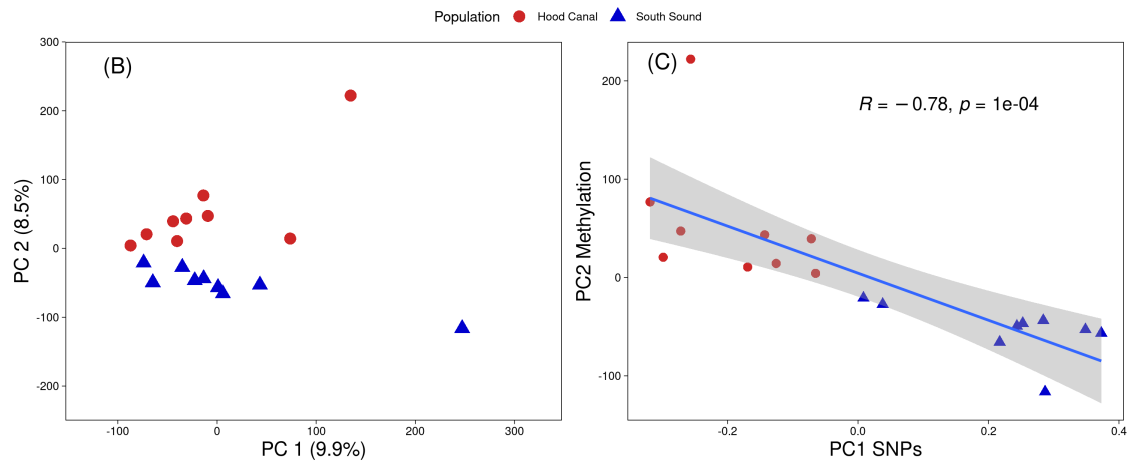 Population Hood Canal South Sound
(B)
300
200
100
0
-100
-200
PC 2 (8.5%)
-100 0 100 200 300
PC 1 (9.9%)
(C)
R = −0.78, p = 1e-04
200
100
0
-100
PC2 Methylation
-0.2 0.0 0.2 0.4
PC1 SNPs